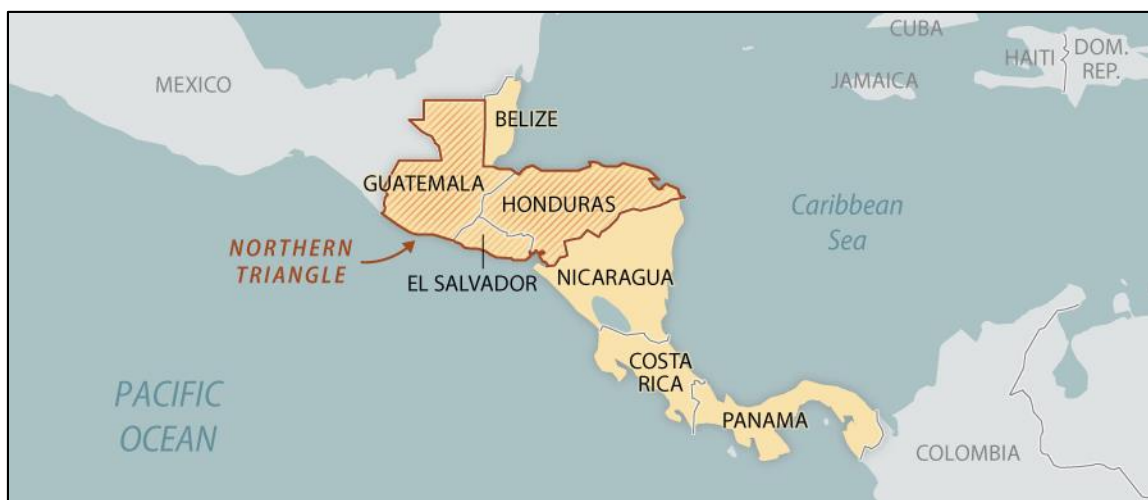 CUBA
HAITI
DOM.
REP.
MEXICO
JAMAICA
BELIZE
GUATEMALA
HONDURAS
Caribbean
Sea
NORTHERN
TRIANGLE
EL SALVADOR
NICARAGUA
COSTA
RICA
PACIFIC
OCEAN
PANAMA
COLOMBIA